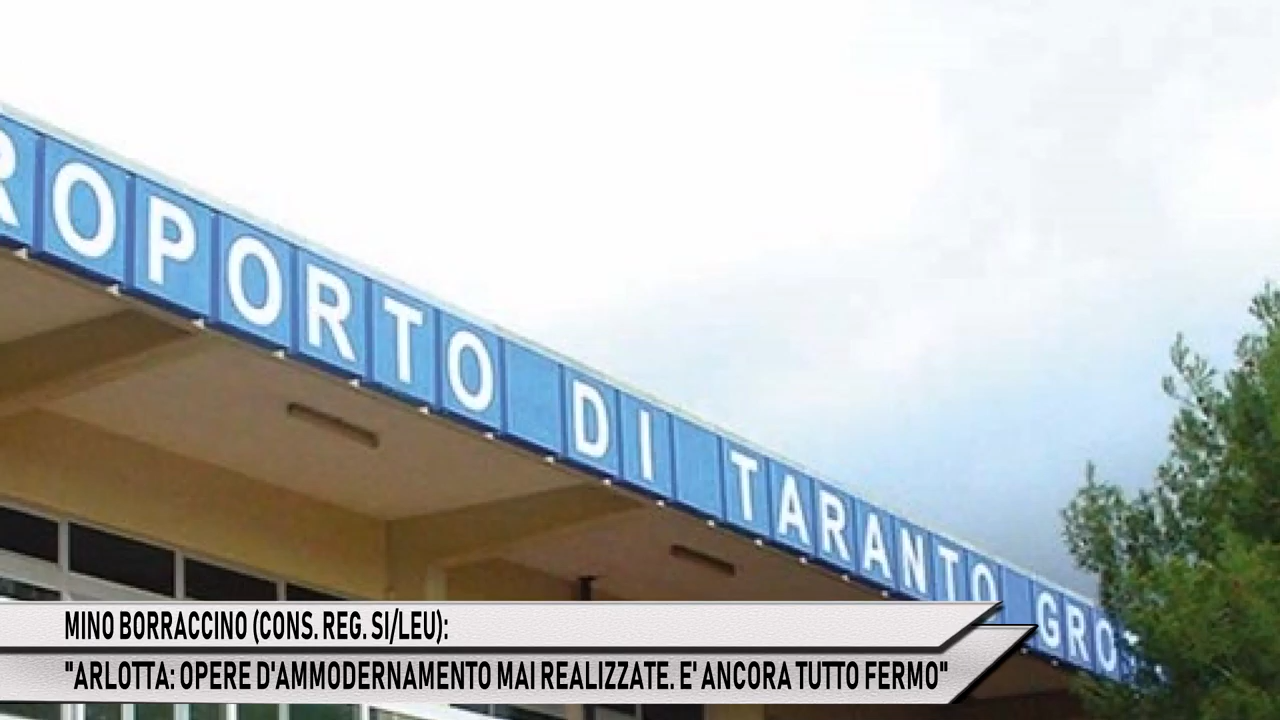 ROPORTO DI TARANTO GRO
MINO BORRACCINO (CONS. REG. SI/LEU):
"ARLOTTA: OPERE D'AMMODERNAMENTO MAI REALIZZATE. E' ANCORA TUTTO FERMO"